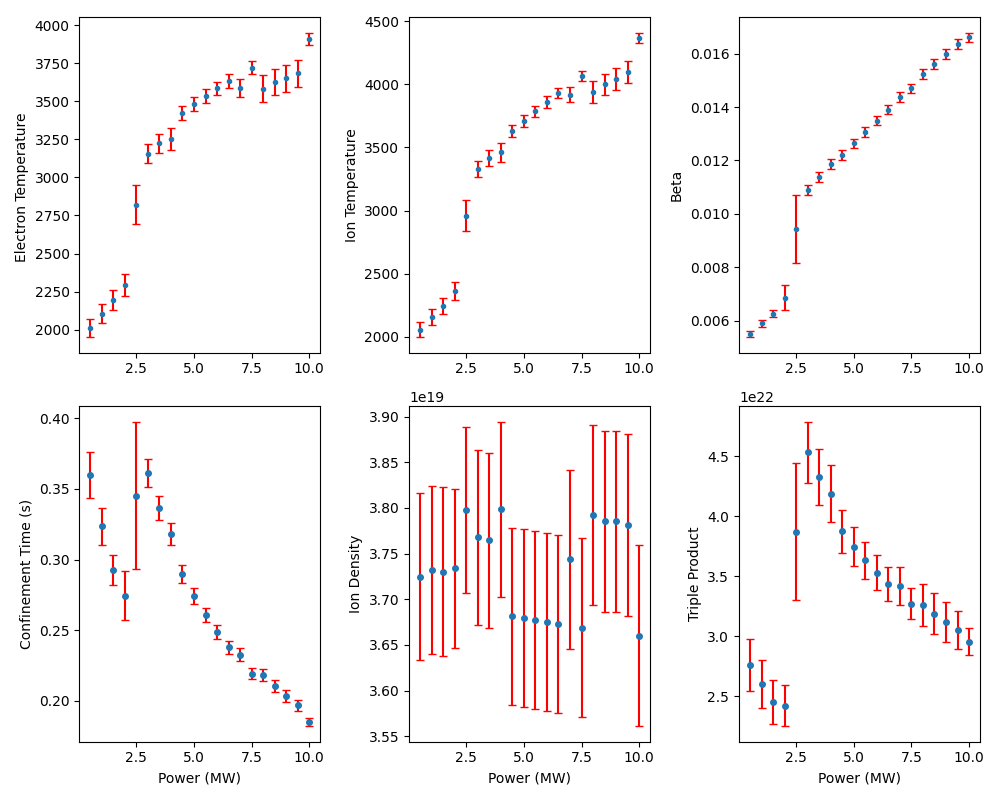 Electron Temperature
4000
3750
3500
3250
3000
2750
2500
2250
2000
2.5 5.0 7.5 10.0
Ion Temperature
4500
4000
3500
3000
2500
2000
2.5 5.0 7.5 10.0
Beta
0.016
0.014
0.012
0.010
0.008
0.006
2.5 5.0 7.5 10.0
Confinement Time (s)
0.40
0.35
0.30
0.25
0.20
2.5 5.0 7.5 10.0
Power (MW)
1e19
Ion Density
3.90
3.85
3.80
3.75
3.70
3.65
3.60
3.55
2.5 5.0 7.5 10.0
Power (MW)
1e22
Triple Product
4.5
4.0
3.5
3.0
2.5
2.5 5.0 7.5 10.0
Power (MW)